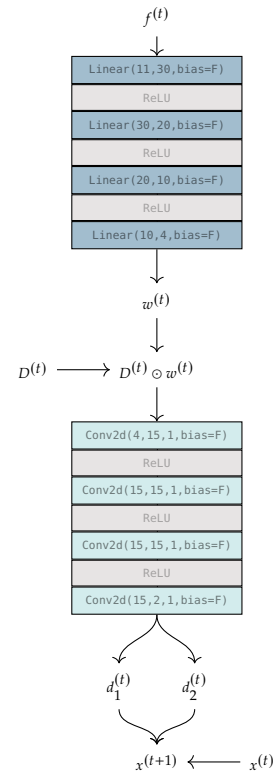 f^(t)
Linear(11,30,bias=F)
ReLU
Linear(30,20,bias=F)
ReLU
Linear(20,10,bias=F)
ReLU
Linear(10,4,bias=F)
w^(t)
D^(t) D^(t) ⊙ w^(t)
Conv2d(4,15,1,bias=F)
ReLU
Conv2d(15,15,1,bias=F)
ReLU
Conv2d(15,15,1,bias=F)
ReLU
Conv2d(15,2,1,bias=F)
d_1^(t) d_2^(t)
x^(t+1) x^(t)